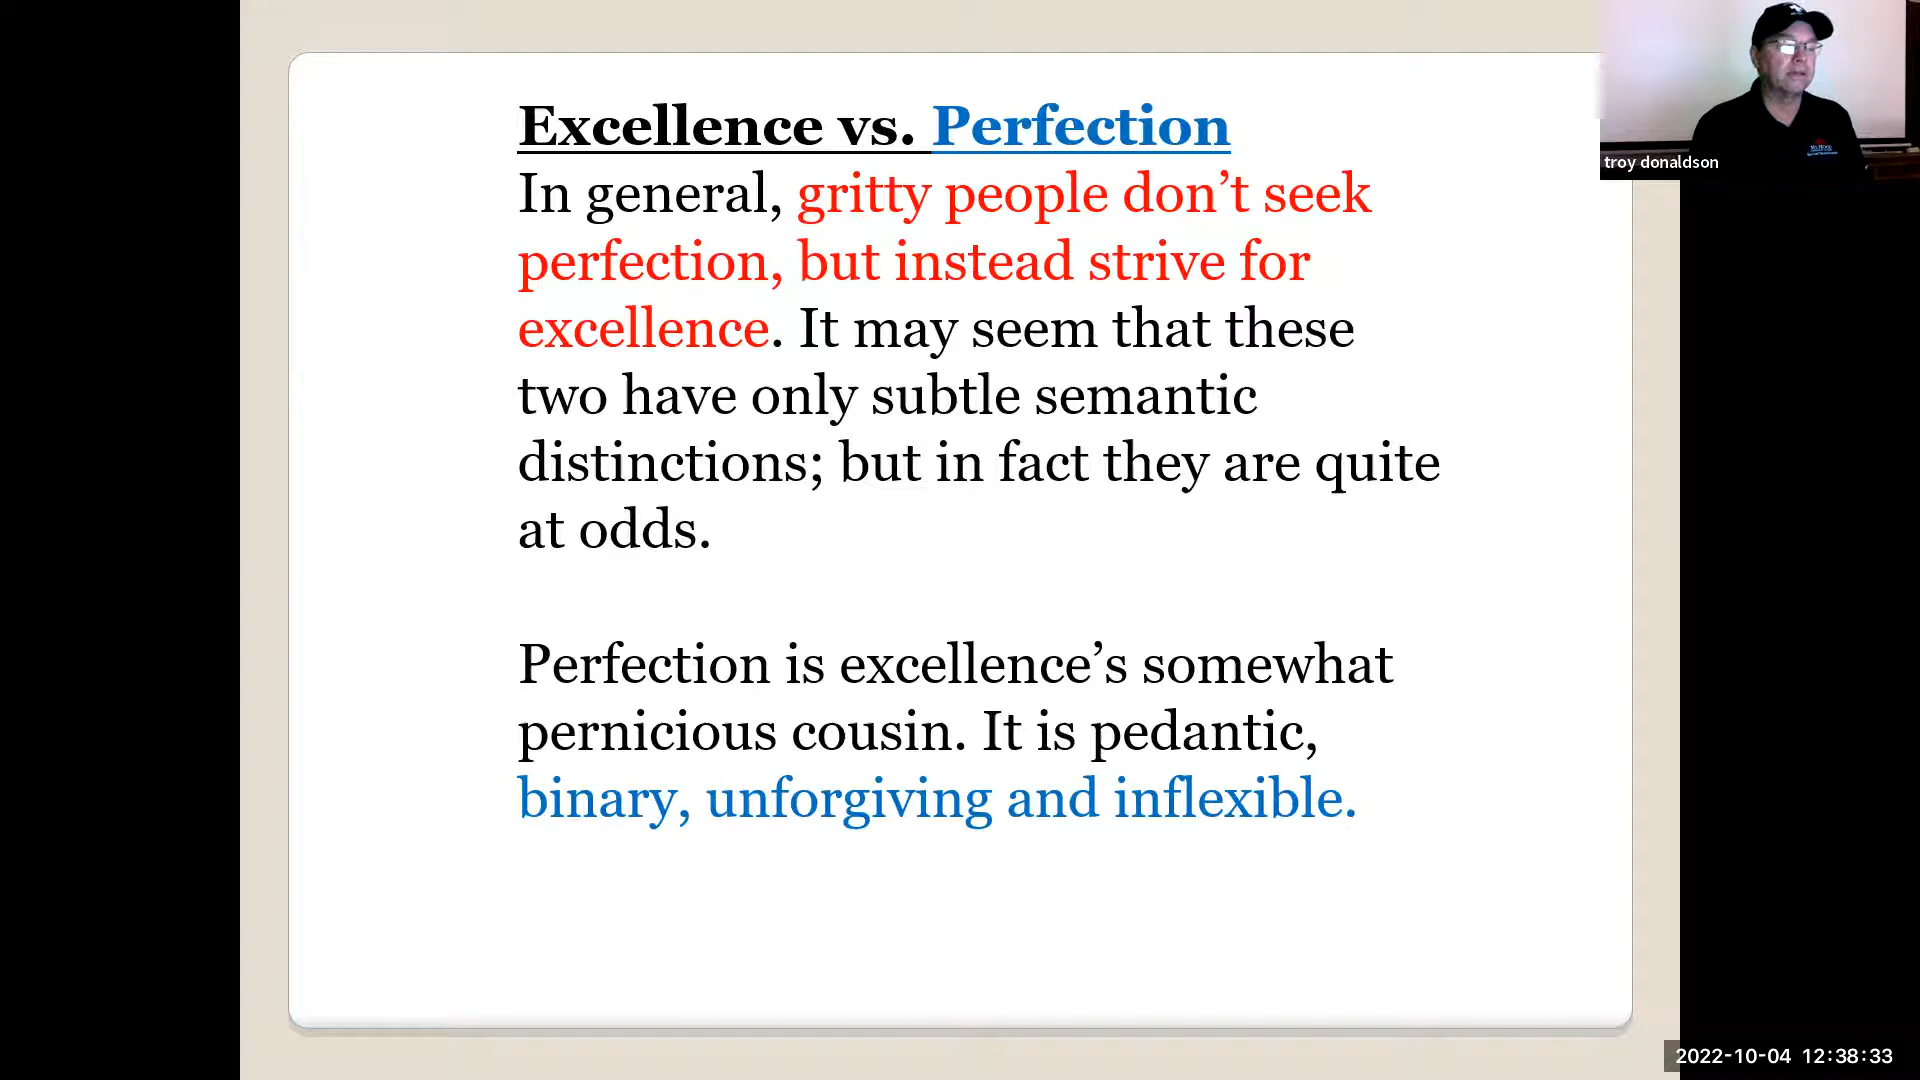 Excellence vs. Perfection
In general, gritty people don’t seek
perfection, but instead strive for
excellence. It may seem that these
two have only subtle semantic
distinctions; but in fact they are quite
at odds.
Perfection is excellence’s somewhat
pernicious cousin. It is pedantic,
binary, unforgiving and inflexible.
troy donaldson
2022-10-04 12:38:33